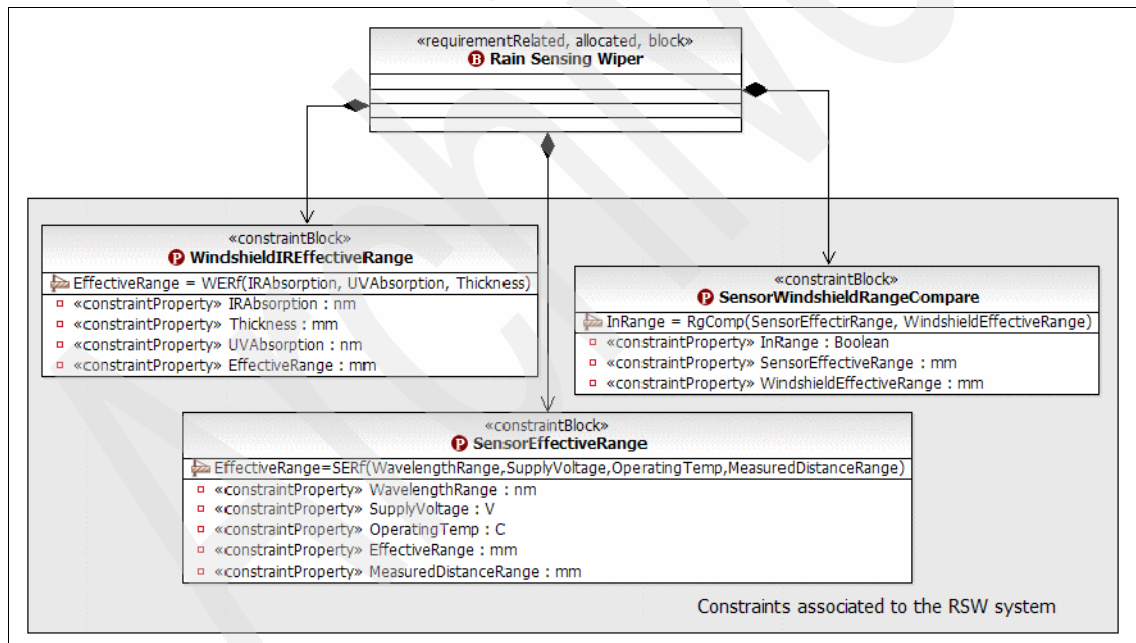 «requirementRelated, allocated, block»
B Rain Sensing Wiper
«constraintBlock»
P WindshieldIREffectiveRange
EffectiveRange = WERf(IRAbsorption, UVAbsorption, Thickness)
«constraintProperty» IRAbsorption : nm
«constraintProperty» Thickness : mm
«constraintProperty» UVAbsorption : nm
«constraintProperty» EffectiveRange : mm
«constraintBlock»
P SensorWindshieldRangeCompare
InRange = RgComp(SensorEffectirRange, WindshieldEffectiveRange)
«constraintProperty» InRange : Boolean
«constraintProperty» SensorEffectiveRange : mm
«constraintProperty» WindshieldEffectiveRange : mm
«constraintBlock»
P SensorEffectiveRange
EffectiveRange=SERf(WavelengthRange,SupplyVoltage,OperatingTemp,MeasuredDistanceRange)
«constraintProperty» WavelengthRange : nm
«constraintProperty» SupplyVoltage : V
«constraintProperty» OperatingTemp : C
«constraintProperty» EffectiveRange : mm
«constraintProperty» MeasuredDistanceRange : mm
Constraints associated to the RSW system